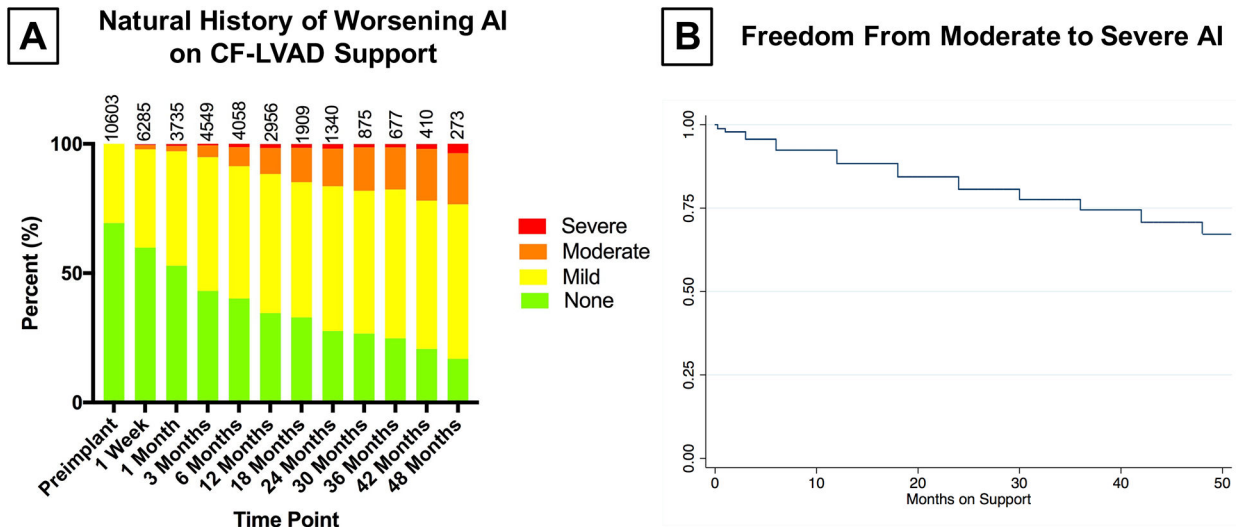 A
Natural History of Worsening AI
on CF-LVAD Support
10603
6285
3735
4549
4058
2956
1909
1340
875
677
410
273
100
50
0
Percent (%)
Severe
Moderate
Mild
None
Preimplant
1 Week
1 Month
3 Months
6 Months
12 Months
18 Months
24 Months
30 Months
36 Months
42 Months
48 Months
Time Point
B
Freedom From Moderate to Severe AI
1.00
0.75
0.50
0.25
0.00
0
10
20
30
40
50
Months on Support